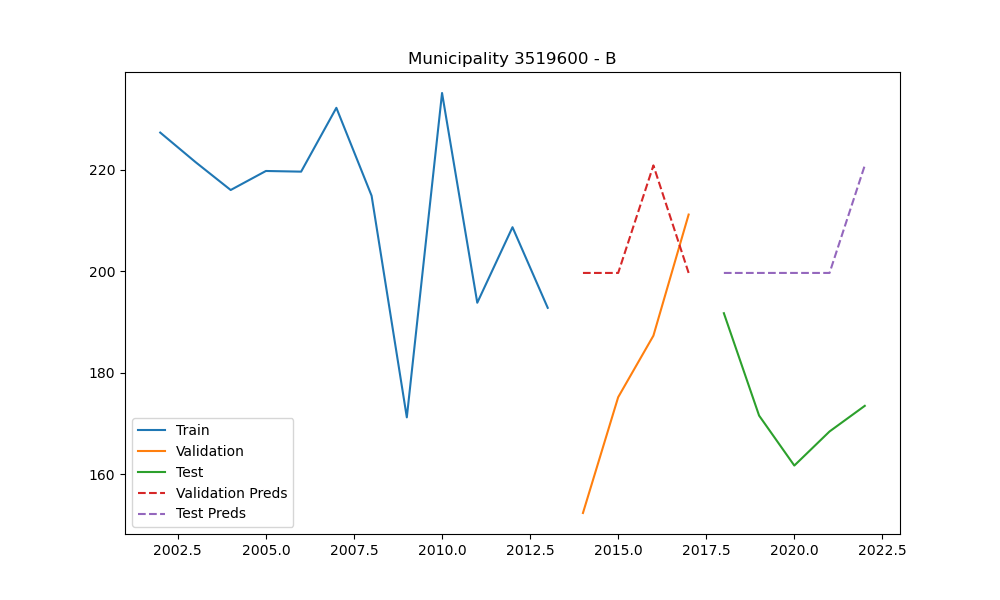 Municipality 3519600 - B
220
200
180
160
Train
Validation
Test
Validation Preds
Test Preds
2002.5 2005.0 2007.5 2010.0 2012.5 2015.0 2017.5 2020.0 2022.5